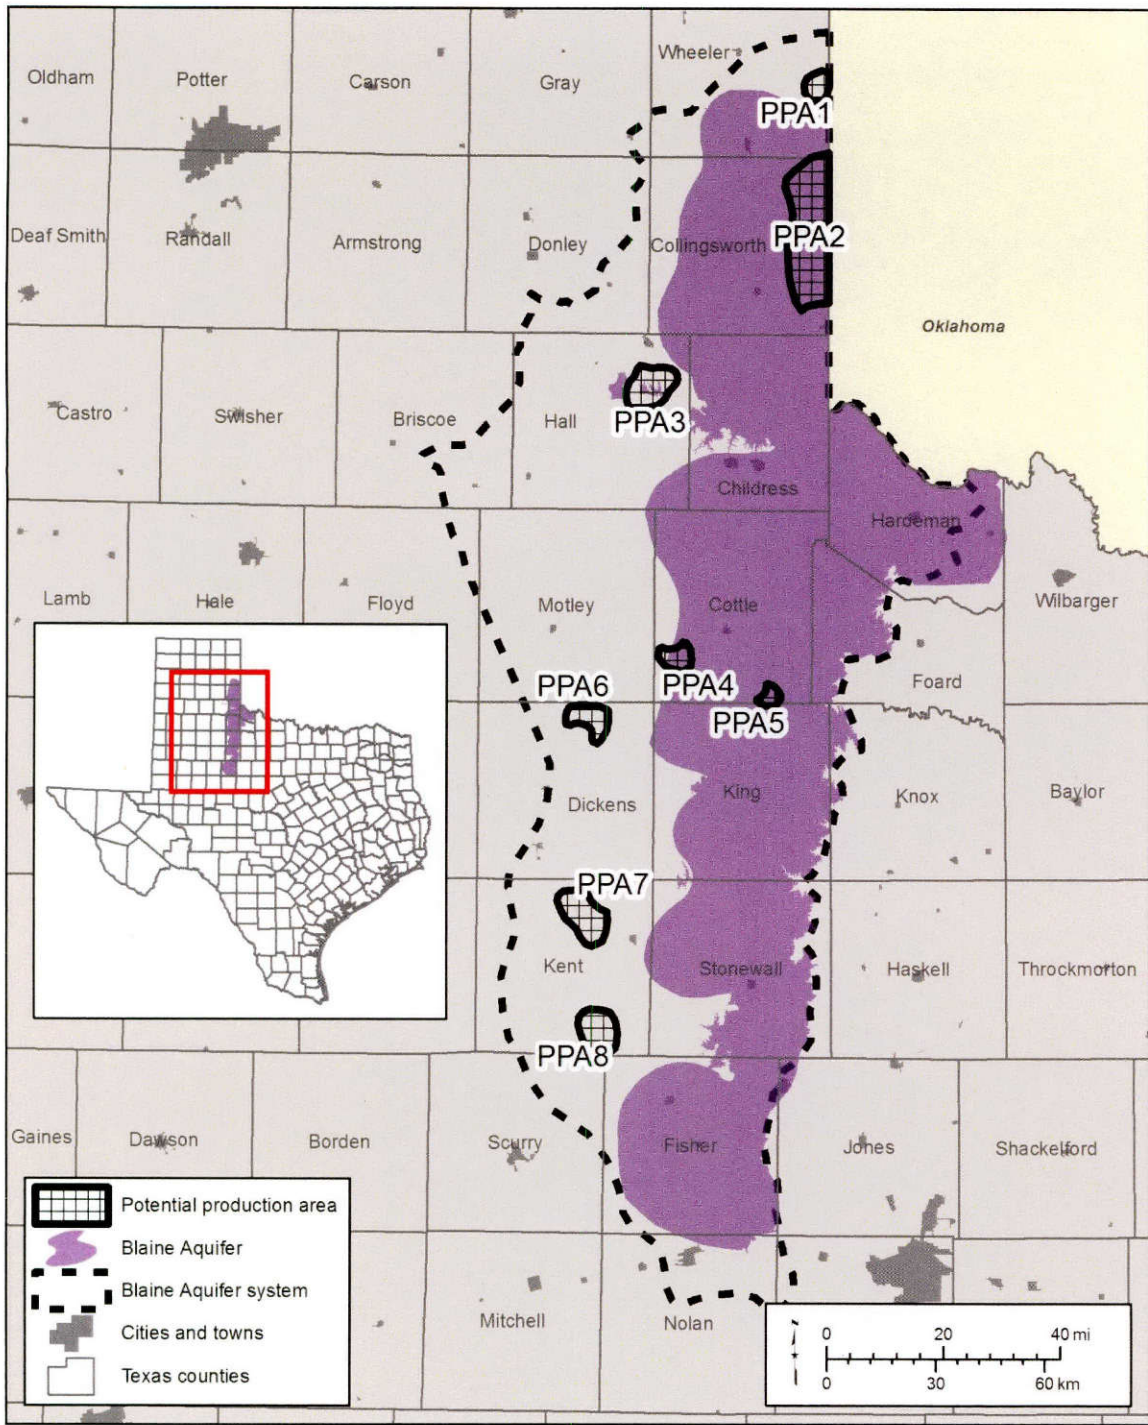 Wheeler
Oldham
Potter
Carson
Gray
PPA1
Deaf Smith
Randall
Armstrong
Donley
Collingsworth
PPA2
Oklahoma
Castro
Swisher
Briscoe
Hall
PPA3
Childress
Hardeman
Lamb
Hale
Floyd
Motley
Cottle
Wilbarger
PPA6
PPA4
PPA5
Foard
Dickens
King
Knox
Baylor
PPA7
Kent
Stonewall
Haskell
Throckmorton
PPA8
Gaines
Dawson
Borden
Scurry
Fisher
Jones
Shackelford
Mitchell
Nolan
Potential production area
Blaine Aquifer
Blaine Aquifer system
Cities and towns
Texas counties
0 20 40 mi
0 30 60 km